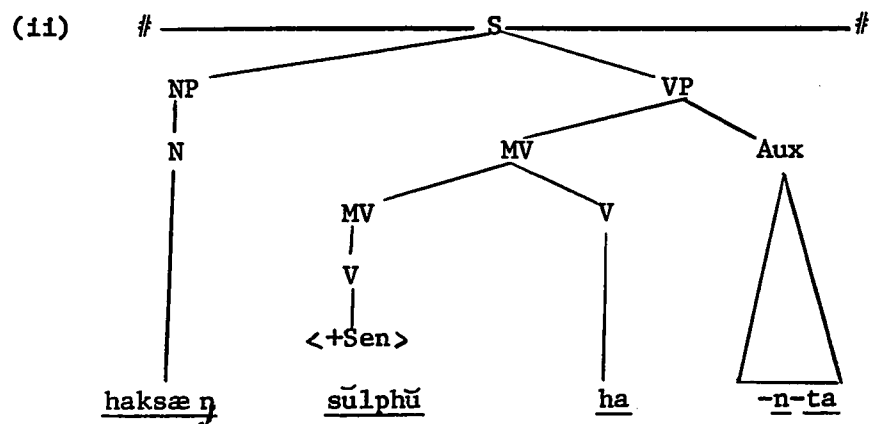 (ii) # S #
NP VP
N MV Aux
MV V
V
<+Sen>
haksæŋ sŭlphŭ ha -n-ta